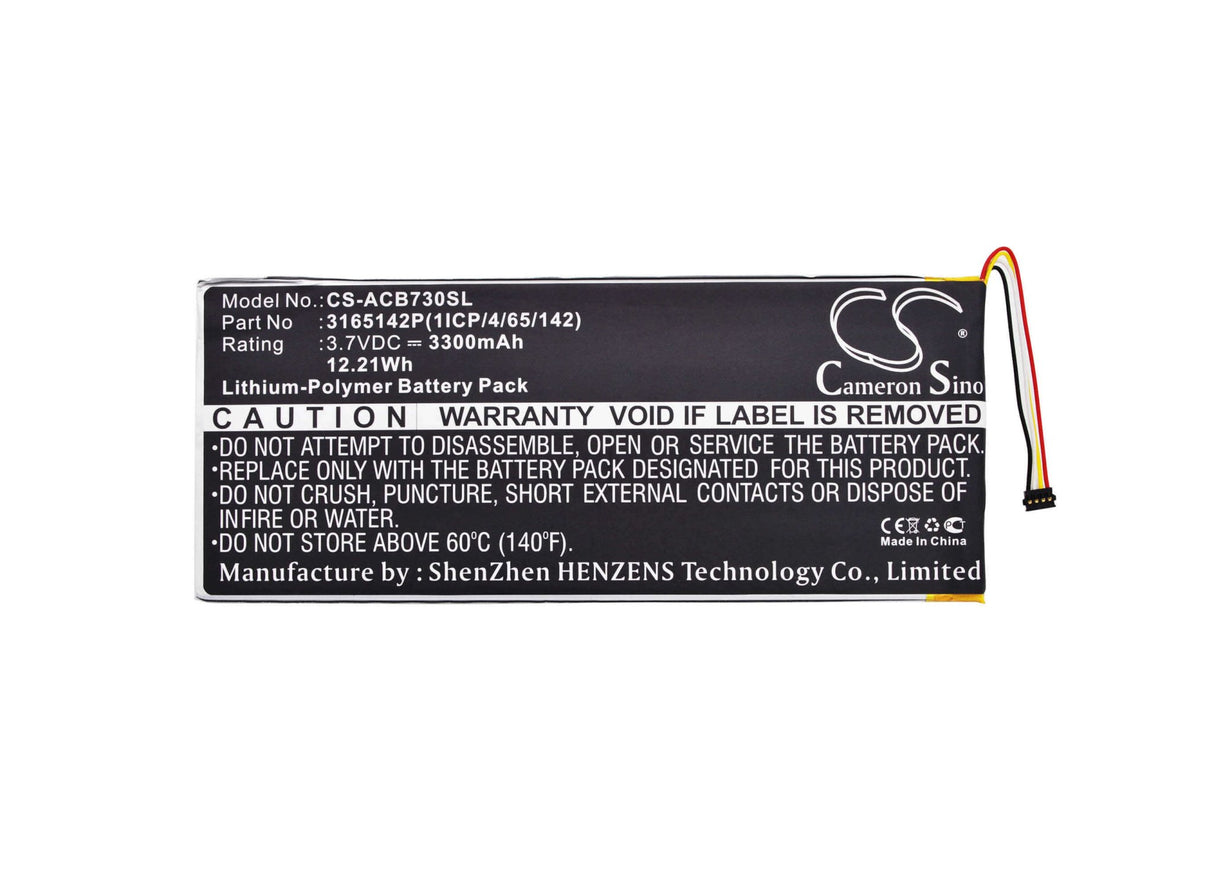 Model No.: CS-ACB730SL
Part No : 3165142P(1ICP/4/65/142)
Rating : 3.7VDC ⎓ 3300mAh
12.21Wh
Lithium-Polymer Battery Pack
CS
®
Cameron Sino
CAUTION WARRANTY VOID IF LABEL IS REMOVED
•DO NOT ATTEMPT TO DISASSEMBLE, OPEN OR SERVICE THE BATTERY PACK.
•REPLACE ONLY WITH THE BATTERY PACK DESIGNATED FOR THIS PRODUCT.
•DO NOT CRUSH, PUNCTURE, SHORT EXTERNAL CONTACTS OR DISPOSE OF
INFIRE OR WATER.
•DO NOT STORE ABOVE 60°C (140°F).
CE PCT
Made In China
Manufacture by : ShenZhen HENZENS Technology Co., Limited